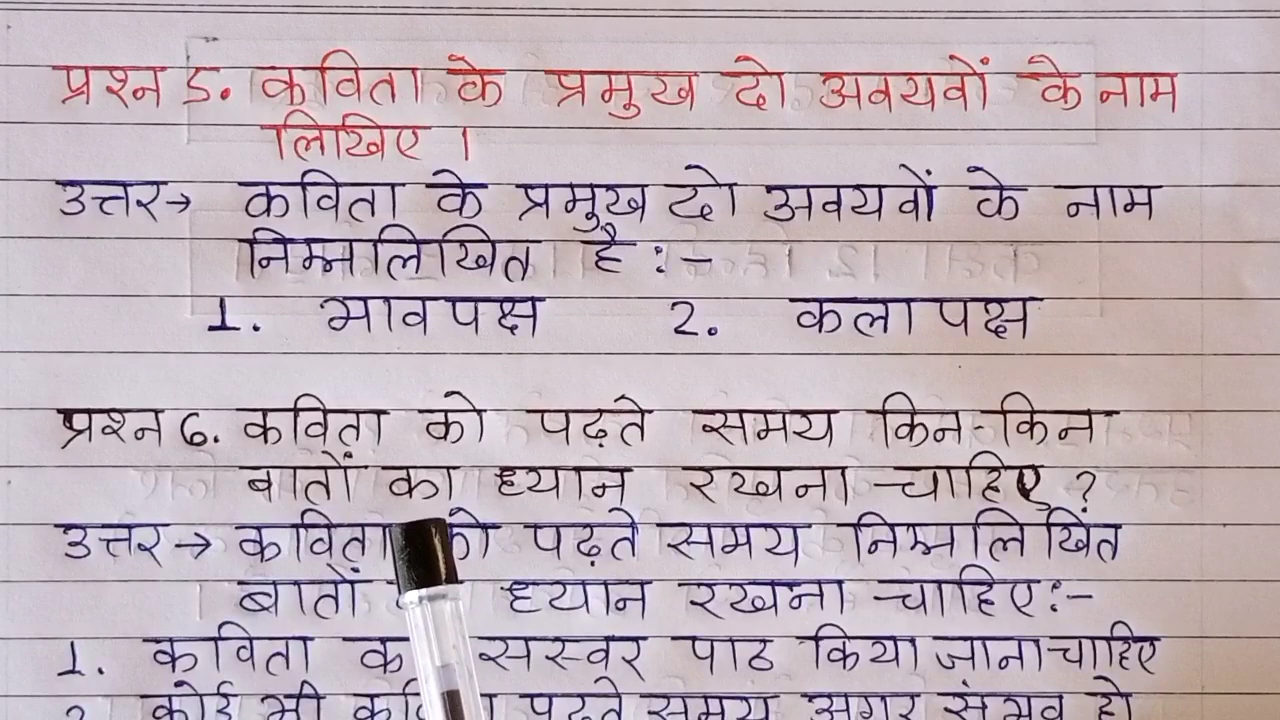 प्रश्न 5. कविता के प्रमुख दो अवयवों के नाम
लिखिए ।
उत्तर→ कविता के प्रमुख दो अवयवों के नाम
निम्नलिखित है :-
1. भावपक्ष 2. कलापक्ष
प्रश्न 6. कविता को पढ़ते समय किन-किन
बातों का ध्यान रखना चाहिए ?
उत्तर→ कविता को पढ़ते समय निम्नलिखित
बातों ध्यान रखना चाहिए:-
1. कविता का सस्वर पाठ किया जाना चाहिए
2. कोई भी पढ़ते समय अगर संभव हो